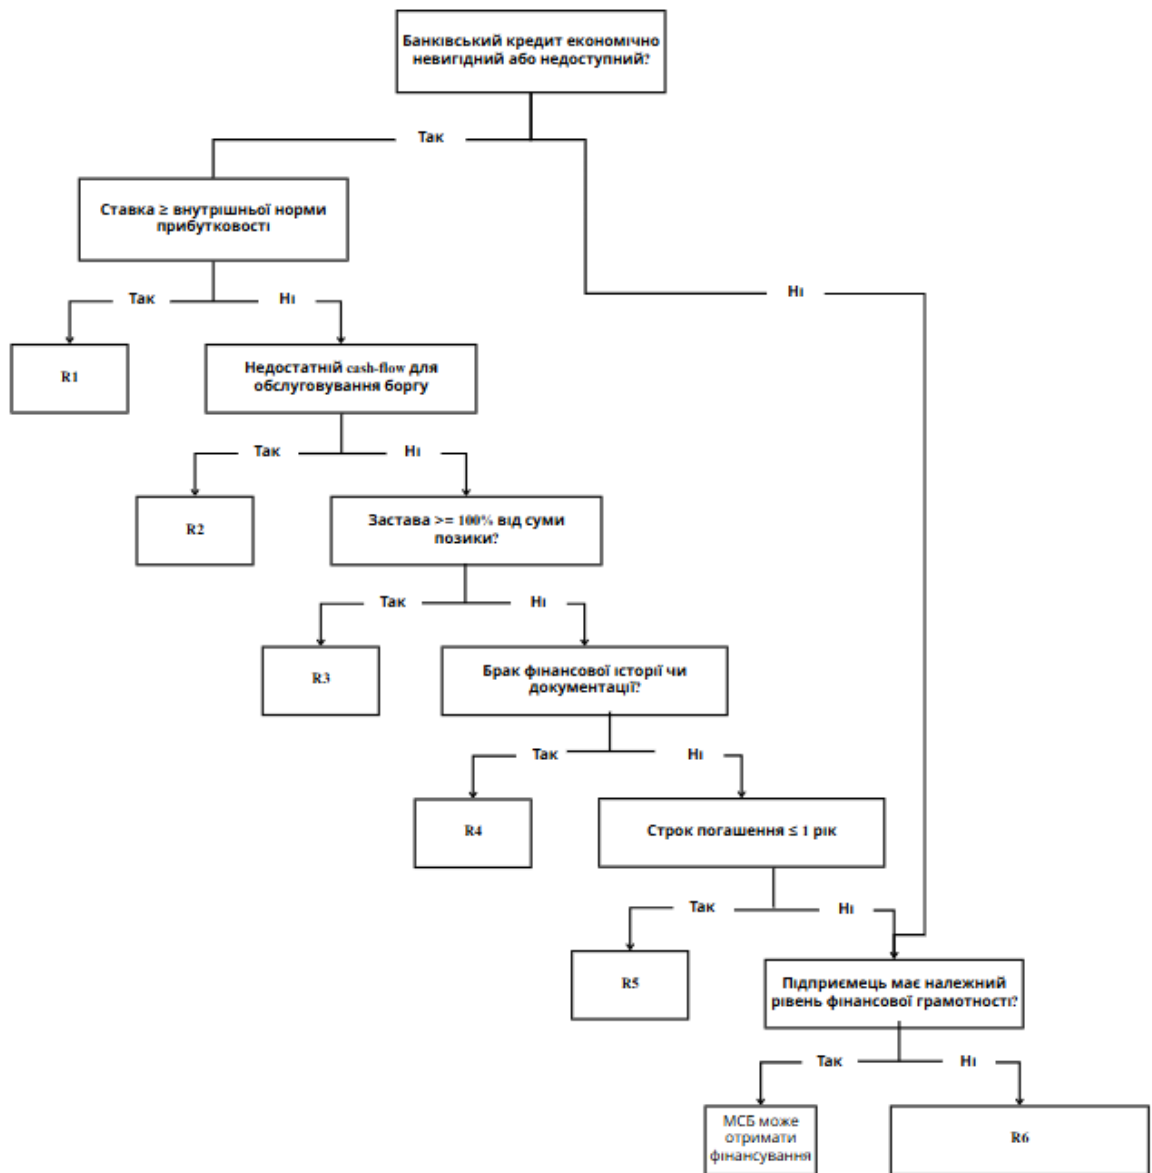 Банківський кредит економічно
невигідний або недоступний?
Так
Ставка ≥ внутрішньої норми
прибутковості
Ні
Так
Ні
R1
Недостатній cash-flow для
обслуговування боргу
Так
Ні
R2
Застава >= 100% від суми
позики?
Так
Ні
R3
Брак фінансової історії чи
документації?
Так
Ні
R4
Строк погашення ≤ 1 рік
Так
Ні
R5
Підприємець має належний
рівень фінансової грамотності?
Так
Ні
МСБ може
отримати
фінансування
R6